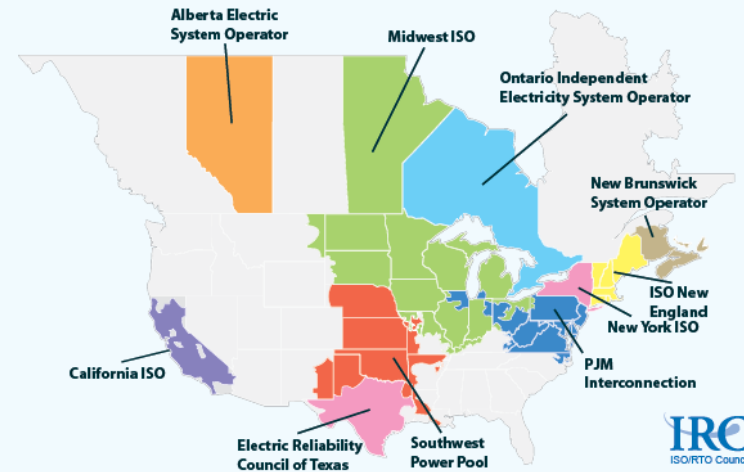 Alberta Electric
System Operator
Midwest ISO
Ontario Independent
Electricity System Operator
New Brunswick
System Operator
ISO New
England
New York ISO
PJM
Interconnection
California ISO
Electric Reliability
Council of Texas
Southwest
Power Pool
IRC
ISO/RTO Counc